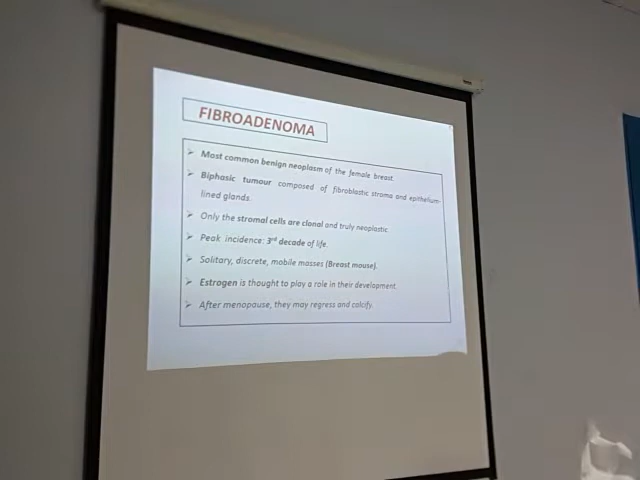 FIBROADENOMA
➢ Most common benign neoplasm of the female breast.
➢ Biphasic tumour composed of fibroblastic stroma and epithelium-
lined glands.
➢ Only the stromal cells are clonal and truly neoplastic.
➢ Peak incidence: 3rd decade of life.
➢ Solitary, discrete, mobile masses (Breast mouse).
➢ Estrogen is thought to play a role in their development.
➢ After menopause, they may regress and calcify.